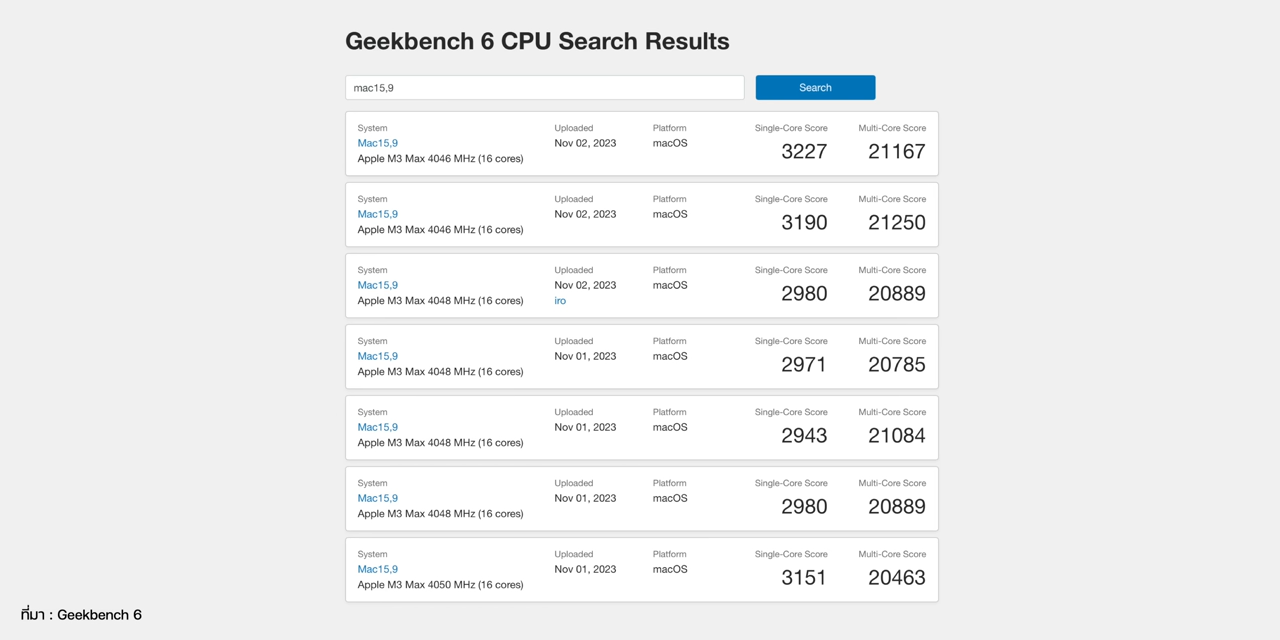 Geekbench 6 CPU Search Results
mac15,9
Search
System Uploaded Platform Single-Core Score Multi-Core Score
Mac15,9 Nov 02, 2023 macOS 3227 21167
Apple M3 Max 4046 MHz (16 cores)
System Uploaded Platform Single-Core Score Multi-Core Score
Mac15,9 Nov 02, 2023 macOS 3190 21250
Apple M3 Max 4046 MHz (16 cores)
System Uploaded Platform Single-Core Score Multi-Core Score
Mac15,9 Nov 02, 2023 macOS 2980 20889
Apple M3 Max 4048 MHz (16 cores) iro
System Uploaded Platform Single-Core Score Multi-Core Score
Mac15,9 Nov 01, 2023 macOS 2971 20785
Apple M3 Max 4048 MHz (16 cores)
System Uploaded Platform Single-Core Score Multi-Core Score
Mac15,9 Nov 01, 2023 macOS 2943 21084
Apple M3 Max 4048 MHz (16 cores)
System Uploaded Platform Single-Core Score Multi-Core Score
Mac15,9 Nov 01, 2023 macOS 2980 20889
Apple M3 Max 4048 MHz (16 cores)
System Uploaded Platform Single-Core Score Multi-Core Score
Mac15,9 Nov 01, 2023 macOS 3151 20463
Apple M3 Max 4050 MHz (16 cores)
ที่มา : Geekbench 6